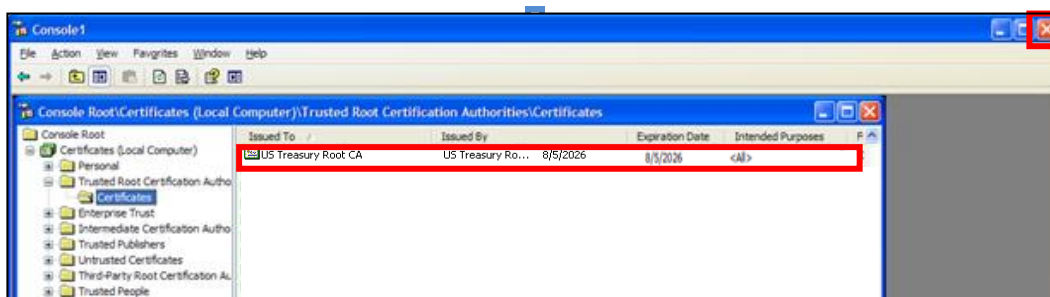 Console1
File Action View Favorites Window Help
Console Root\Certificates (Local Computer)\Trusted Root Certification Authorities\Certificates
Console Root
Certificates (Local Computer)
Personal
Trusted Root Certification Autho
Certificates
Enterprise Trust
Intermediate Certification Autho
Trusted Publishers
Untrusted Certificates
Third-Party Root Certification Au
Trusted People
Issued To Issued By Expiration Date Intended Purposes F
US Treasury Root CA US Treasury Ro... 8/5/2026 8/5/2026 <All>